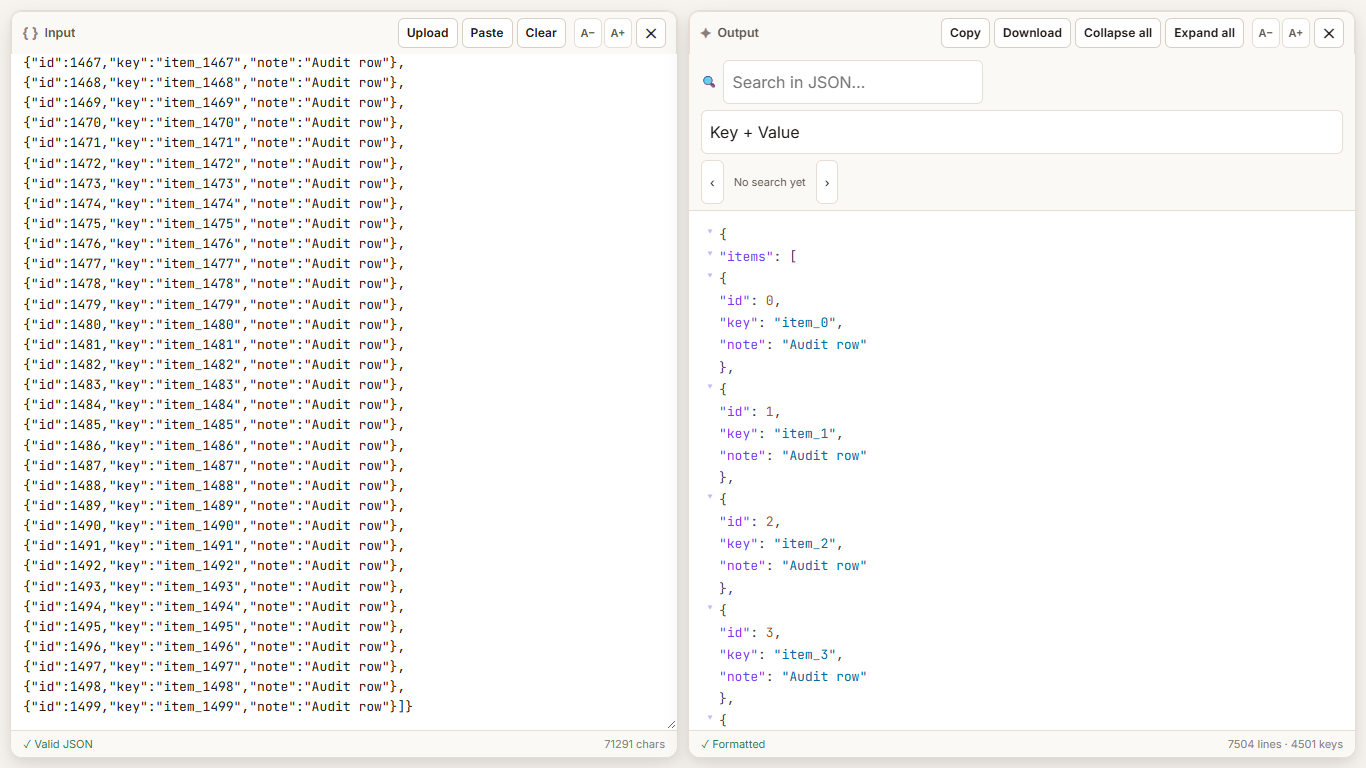 { } Input
Upload Paste Clear A− A+ ✕
{"id":1467,"key":"item_1467","note":"Audit row"},
{"id":1468,"key":"item_1468","note":"Audit row"},
{"id":1469,"key":"item_1469","note":"Audit row"},
{"id":1470,"key":"item_1470","note":"Audit row"},
{"id":1471,"key":"item_1471","note":"Audit row"},
{"id":1472,"key":"item_1472","note":"Audit row"},
{"id":1473,"key":"item_1473","note":"Audit row"},
{"id":1474,"key":"item_1474","note":"Audit row"},
{"id":1475,"key":"item_1475","note":"Audit row"},
{"id":1476,"key":"item_1476","note":"Audit row"},
{"id":1477,"key":"item_1477","note":"Audit row"},
{"id":1478,"key":"item_1478","note":"Audit row"},
{"id":1479,"key":"item_1479","note":"Audit row"},
{"id":1480,"key":"item_1480","note":"Audit row"},
{"id":1481,"key":"item_1481","note":"Audit row"},
{"id":1482,"key":"item_1482","note":"Audit row"},
{"id":1483,"key":"item_1483","note":"Audit row"},
{"id":1484,"key":"item_1484","note":"Audit row"},
{"id":1485,"key":"item_1485","note":"Audit row"},
{"id":1486,"key":"item_1486","note":"Audit row"},
{"id":1487,"key":"item_1487","note":"Audit row"},
{"id":1488,"key":"item_1488","note":"Audit row"},
{"id":1489,"key":"item_1489","note":"Audit row"},
{"id":1490,"key":"item_1490","note":"Audit row"},
{"id":1491,"key":"item_1491","note":"Audit row"},
{"id":1492,"key":"item_1492","note":"Audit row"},
{"id":1493,"key":"item_1493","note":"Audit row"},
{"id":1494,"key":"item_1494","note":"Audit row"},
{"id":1495,"key":"item_1495","note":"Audit row"},
{"id":1496,"key":"item_1496","note":"Audit row"},
{"id":1497,"key":"item_1497","note":"Audit row"},
{"id":1498,"key":"item_1498","note":"Audit row"},
{"id":1499,"key":"item_1499","note":"Audit row"}]}
✓ Valid JSON
71291 chars
✦ Output
Copy Download Collapse all Expand all A− A+ ✕
Search in JSON...
Key + Value
‹ No search yet ›
{
"items": [
{
"id": 0,
"key": "item_0",
"note": "Audit row"
},
{
"id": 1,
"key": "item_1",
"note": "Audit row"
},
{
"id": 2,
"key": "item_2",
"note": "Audit row"
},
{
"id": 3,
"key": "item_3",
"note": "Audit row"
},
{
✓ Formatted
7504 lines · 4501 keys